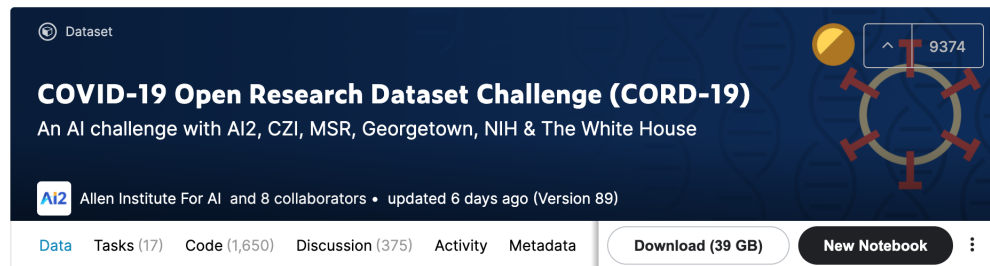 Dataset
9374
COVID-19 Open Research Dataset Challenge (CORD-19)
An AI challenge with AI2, CZI, MSR, Georgetown, NIH & The White House
Ai2 Allen Institute For AI and 8 collaborators • updated 6 days ago (Version 89)
Data Tasks (17) Code (1,650) Discussion (375) Activity Metadata Download (39 GB) New Notebook